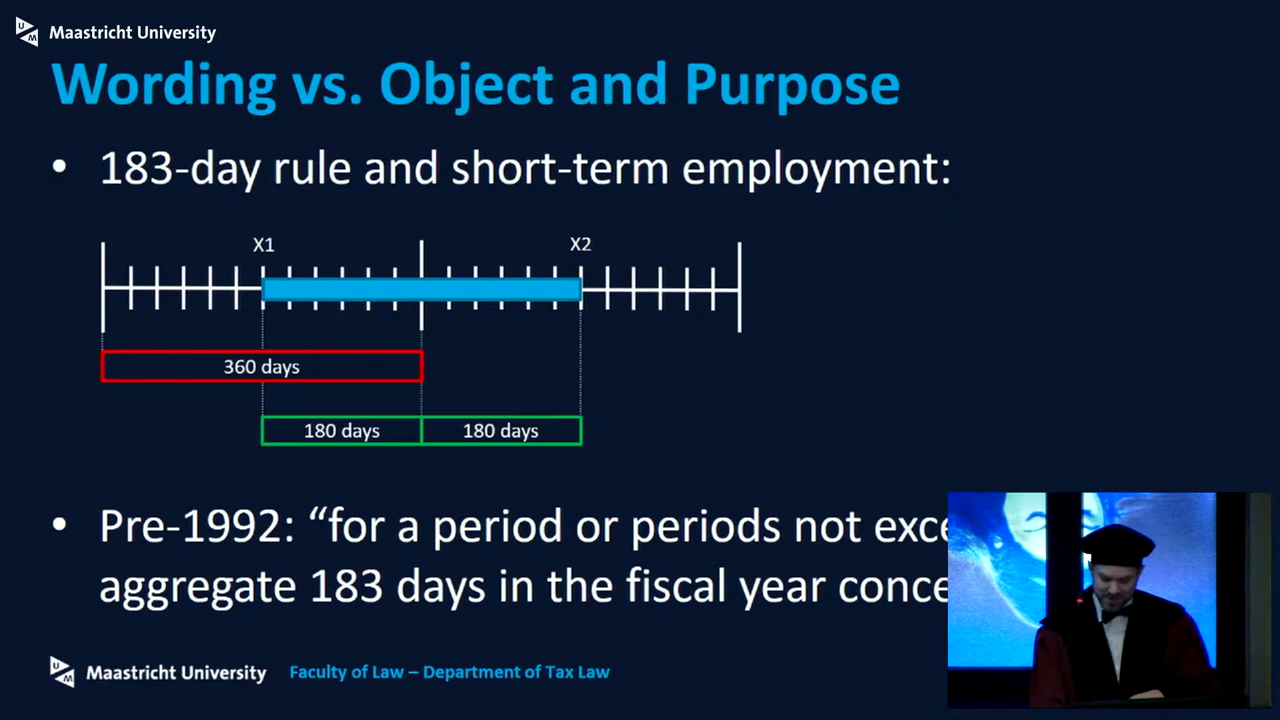 Maastricht University
Wording vs. Object and Purpose
• 183-day rule and short-term employment:
X1 X2
360 days
180 days 180 days
• Pre-1992: “for a period or periods not exce
aggregate 183 days in the fiscal year conce
Maastricht University Faculty of Law – Department of Tax Law